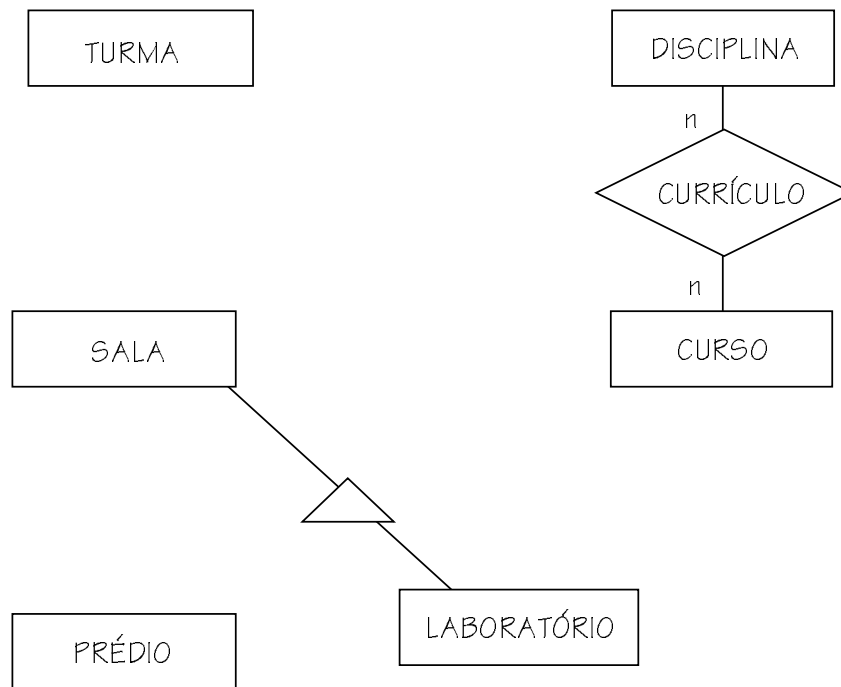 TURMA
DISCIPLINA
n
CURRÍCULO
n
SALA
CURSO
LABORATÓRIO
PRÉDIO